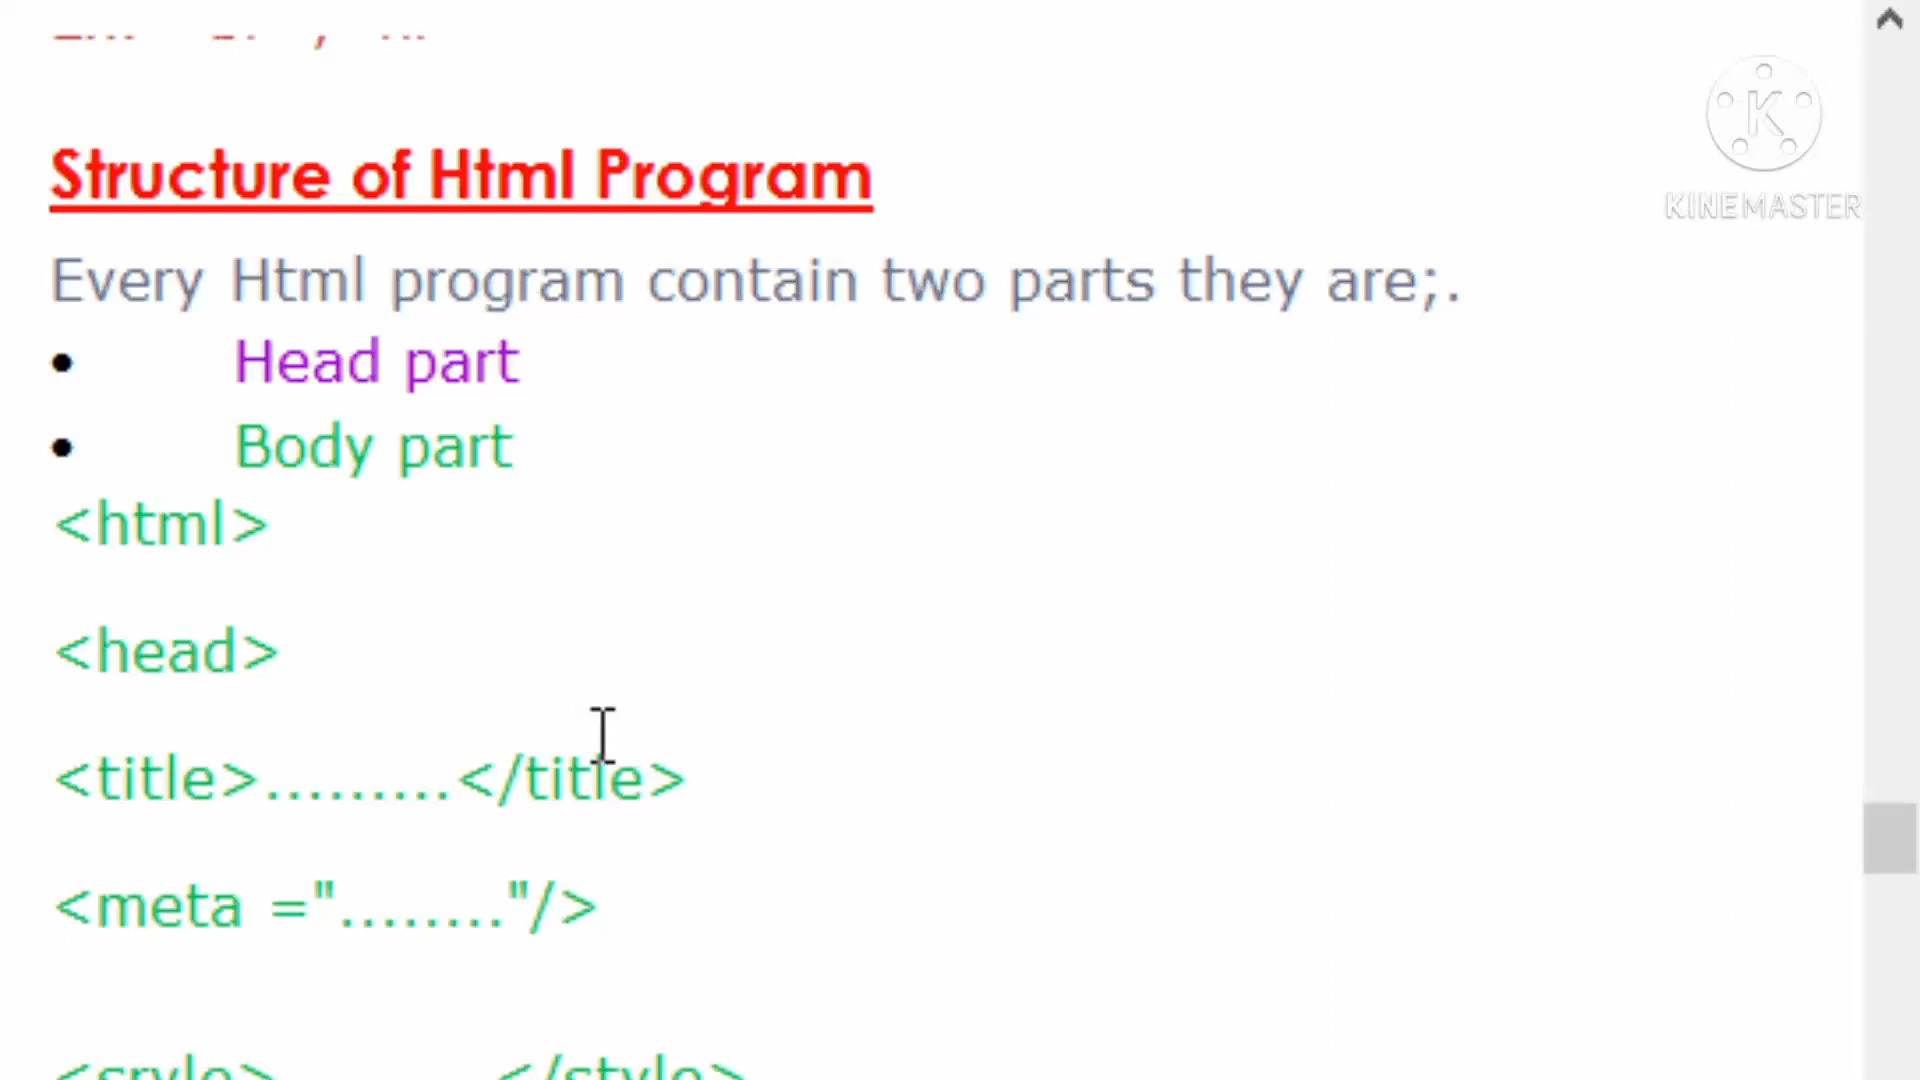 Structure of Html Program
K
KINEMASTER
Every Html program contain two parts they are;.
• Head part
• Body part
<html>
<head>
<title>.........</title>
<meta ="........"/>
</style>